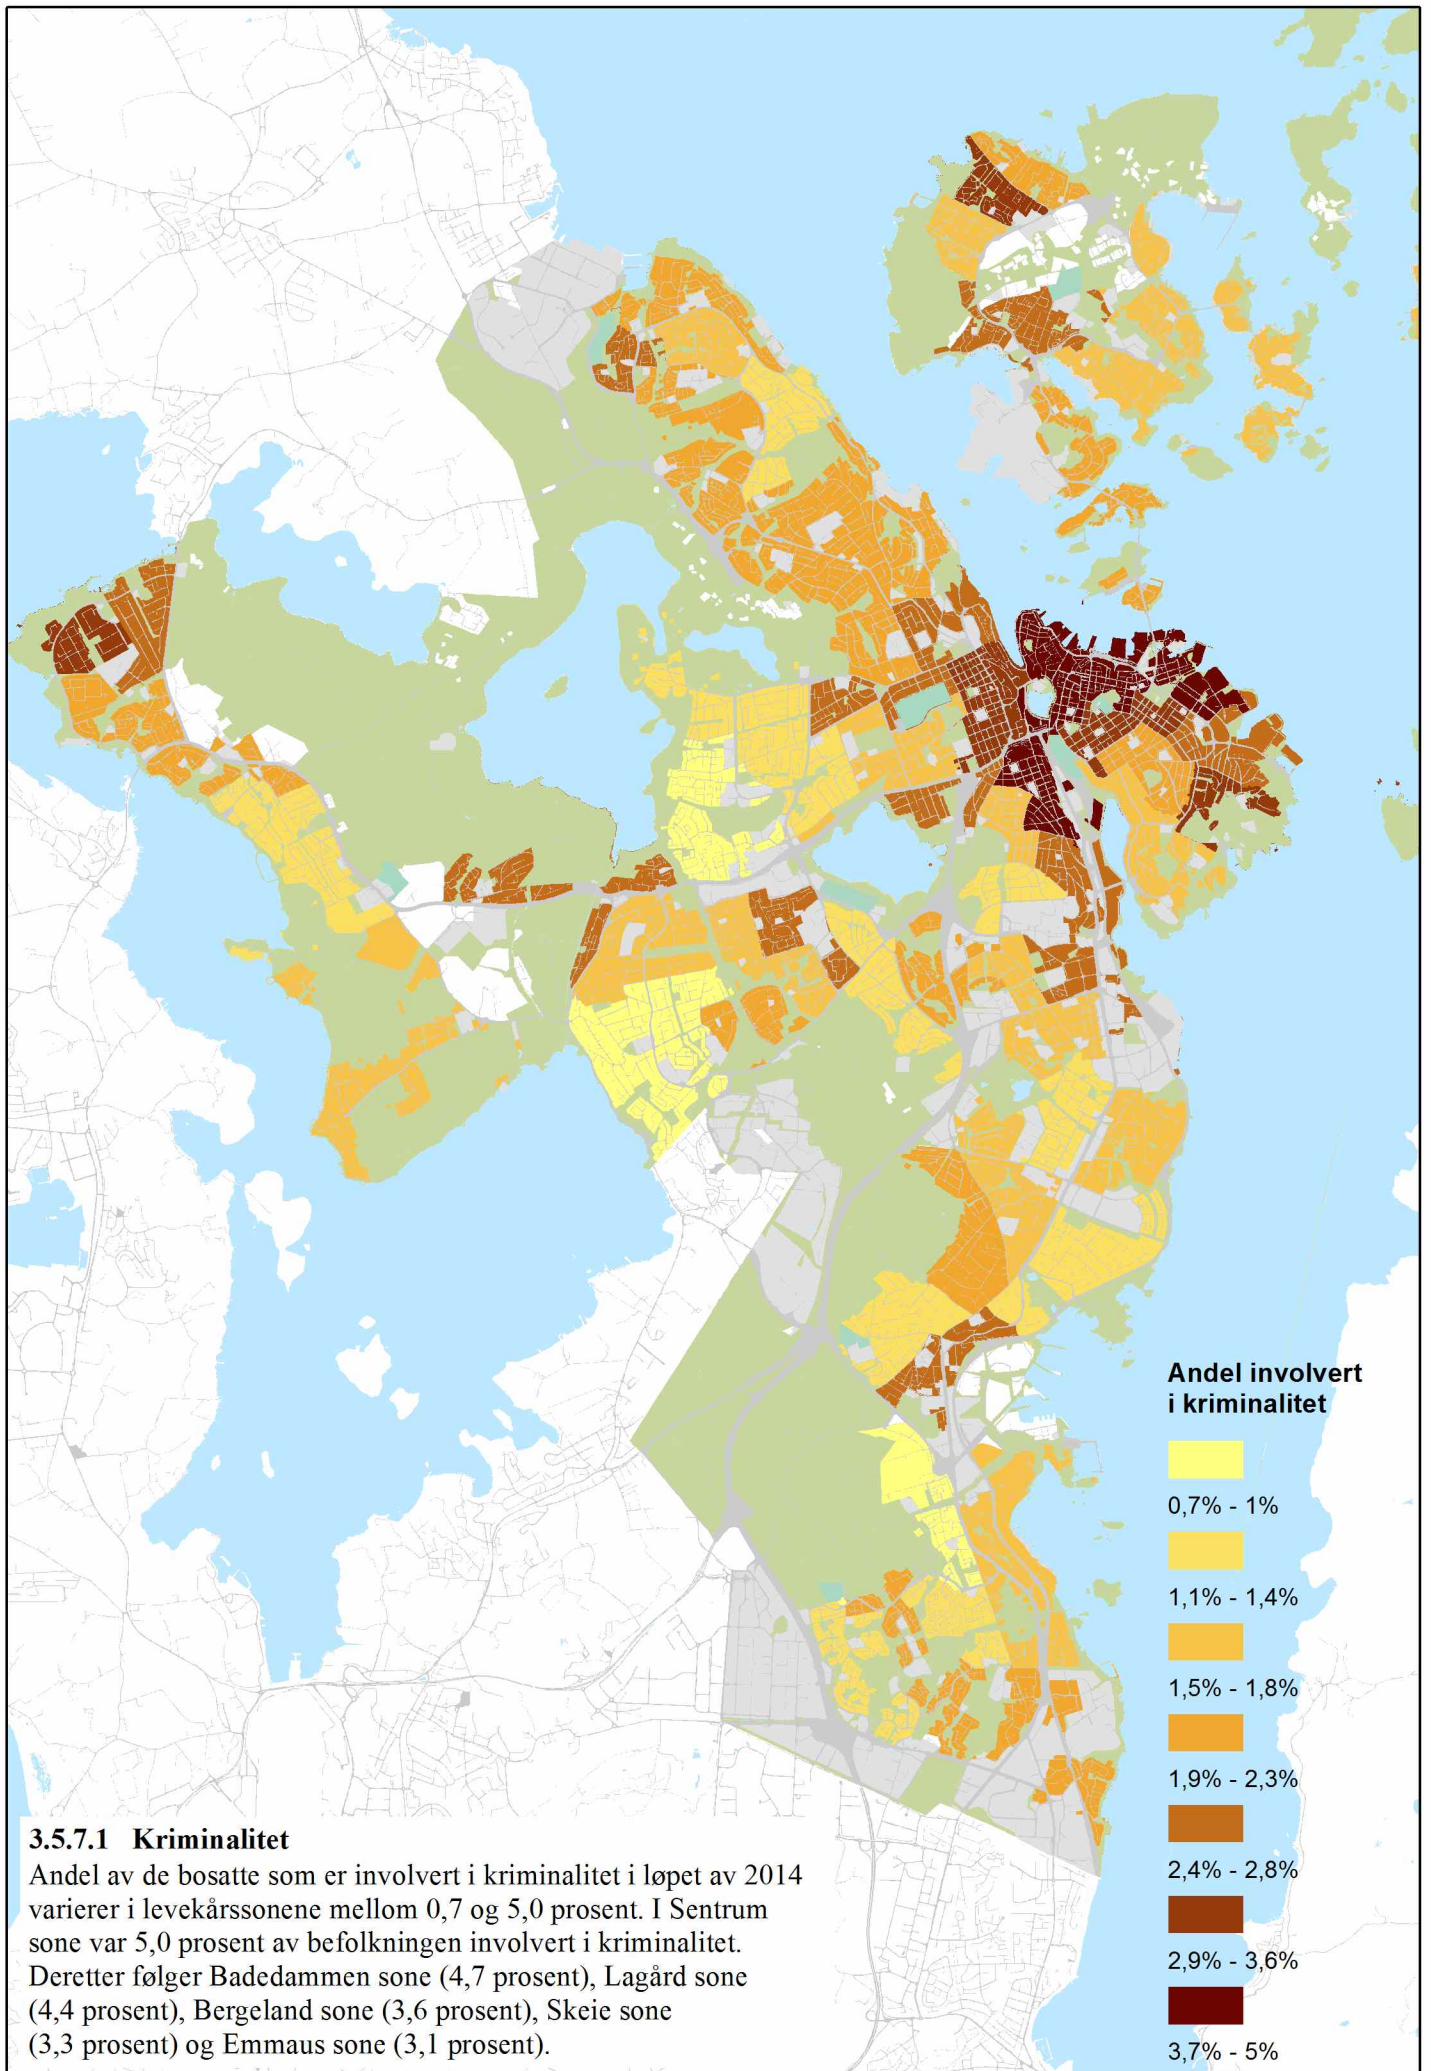 Andel involvert
i kriminalitet
0,7% - 1%
1,1% - 1,4%
1,5% - 1,8%
1,9% - 2,3%
2,4% - 2,8%
2,9% - 3,6%
3,7% - 5%
3.5.7.1 Kriminalitet
Andel av de bosatte som er involvert i kriminalitet i løpet av 2014
varierer i levekårssonene mellom 0,7 og 5,0 prosent. I Sentrum
sone var 5,0 prosent av befolkningen involvert i kriminalitet.
Deretter følger Badedammen sone (4,7 prosent), Lagård sone
(4,4 prosent), Bergeland sone (3,6 prosent), Skeie sone
(3,3 prosent) og Emmaus sone (3,1 prosent).